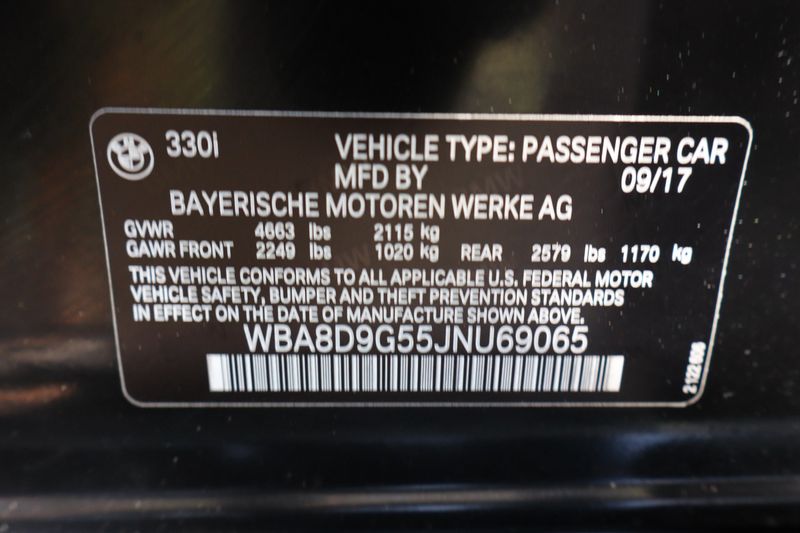 330I VEHICLE TYPE: PASSENGER CAR
MFD BY 09/17
BAYERISCHE MOTOREN WERKE AG
GVWR 4663 lbs 2115 kg
GAWR FRONT 2249 lbs 1020 kg REAR 2579 lbs 1170 kg
THIS VEHICLE CONFORMS TO ALL APPLICABLE U.S. FEDERAL MOTOR
VEHICLE SAFETY, BUMPER AND THEFT PREVENTION STANDARDS
IN EFFECT ON THE DATE OF MANUFACTURE SHOWN ABOVE.
WBA8D9G55JNU69065